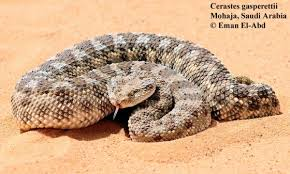 Cerastes gasperettii
Mohaja, Saudi Arabia
© Eman El-Abd